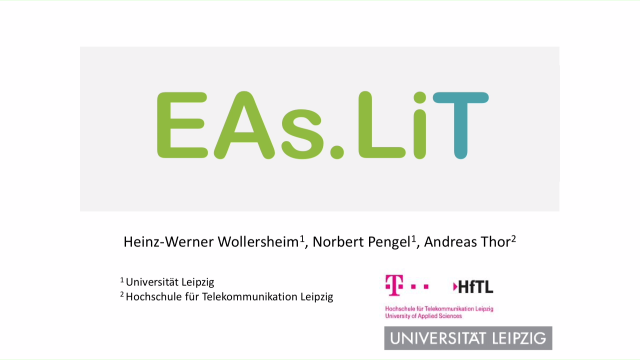 EAs.LiT
Heinz-Werner Wollersheim1, Norbert Pengel1, Andreas Thor2
1 Universität Leipzig
2 Hochschule für Telekommunikation Leipzig
T HfTL
Hochschule für Telekommunikation Leipzig
University of Applied Sciences
UNIVERSITÄT LEIPZIG